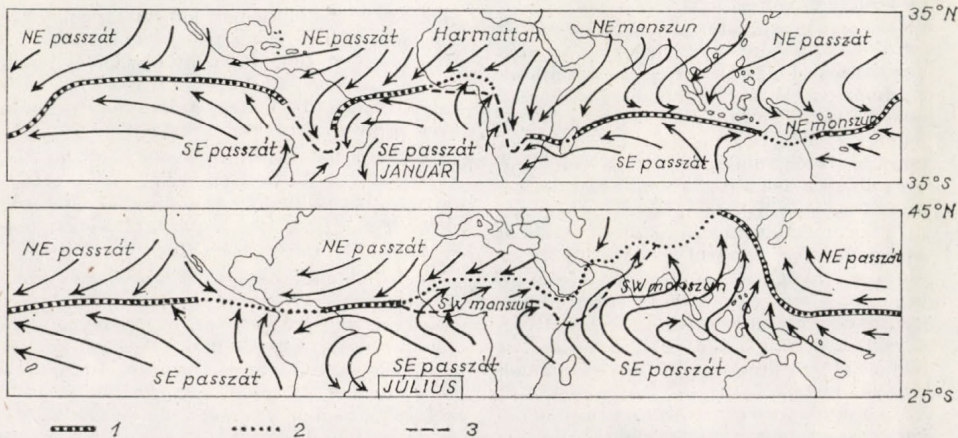 35°N
NE passzát
NE passzát
Harmattan
NE monszun
NE passzát
NE monszun
SE passzát
SE passzát
SE passzát
JANUÁR
35°S
45°N
NE passzát
NE passzát
NE passzát
SW monszun
SW monszun
SE passzát
SE passzát
SE passzát
JÚLIUS
25°S
1
2
3